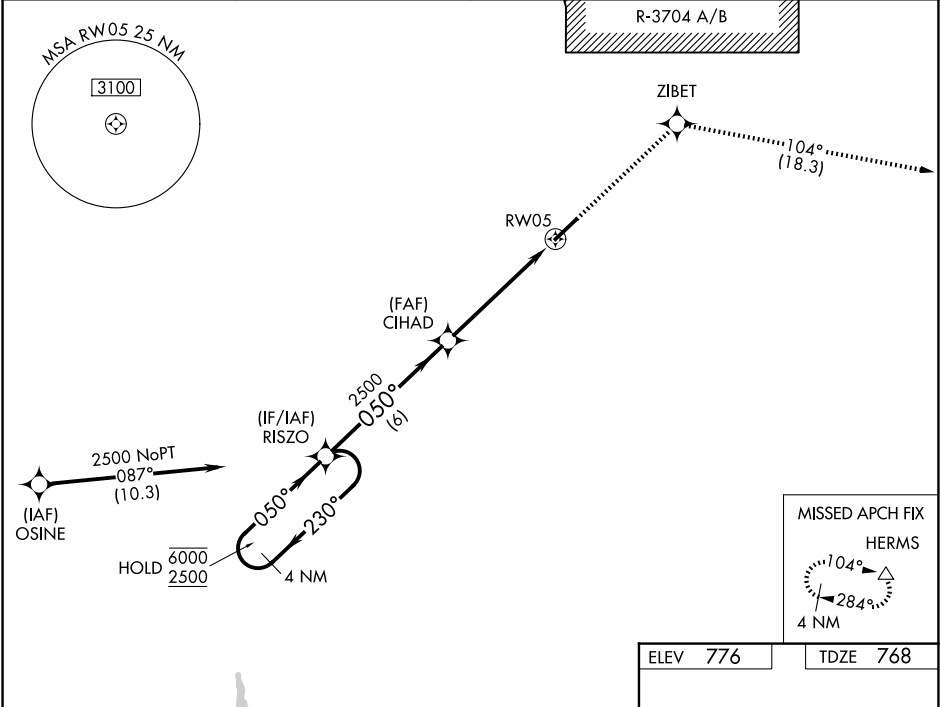 R-3704 A/B
MSA RW05 25 NM
3100
ZIBET
104°
(18.3)
RW05
(FAF)
CIHAD
2500
050°
(6)
(IF/IAF)
RISZO
2500 NoPT
087°
(10.3)
(IAF)
OSINE
050°
230°
HOLD
6000
2500
4 NM
MISSED APCH FIX
HERMS
104°
284°
4 NM
ELEV 776
TDZE 768